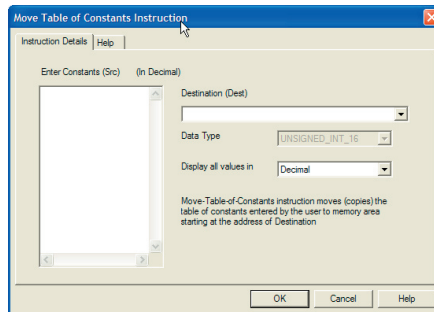 Move Table of Constants Instruction
Instruction Details Help
Enter Constants (Src) (In Decimal)
Destination (Dest)
Data Type UNSIGNED_INT_16
Display all values in Decimal
Move-Table-of-Constants instruction moves (copies) the
table of constants entered by the user to memory area
starting at the address of Destination
OK Cancel Help